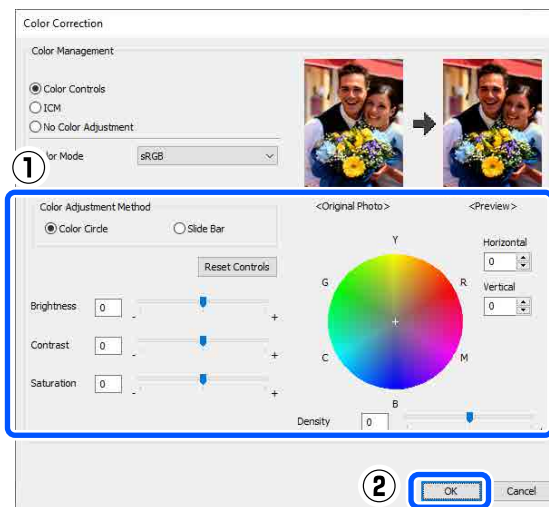 Color Correction
Color Management
Color Controls
ICM
No Color Adjustment
①
lor Mode sRGB
Color Adjustment Method <Original Photo> <Preview>
Color Circle Slide Bar
Y Horizontal
0
Reset Controls
G R Vertical
0
Brightness 0 - +
Contrast 0 - +
C M
Saturation 0 - +
B
Density 0
② OK Cancel